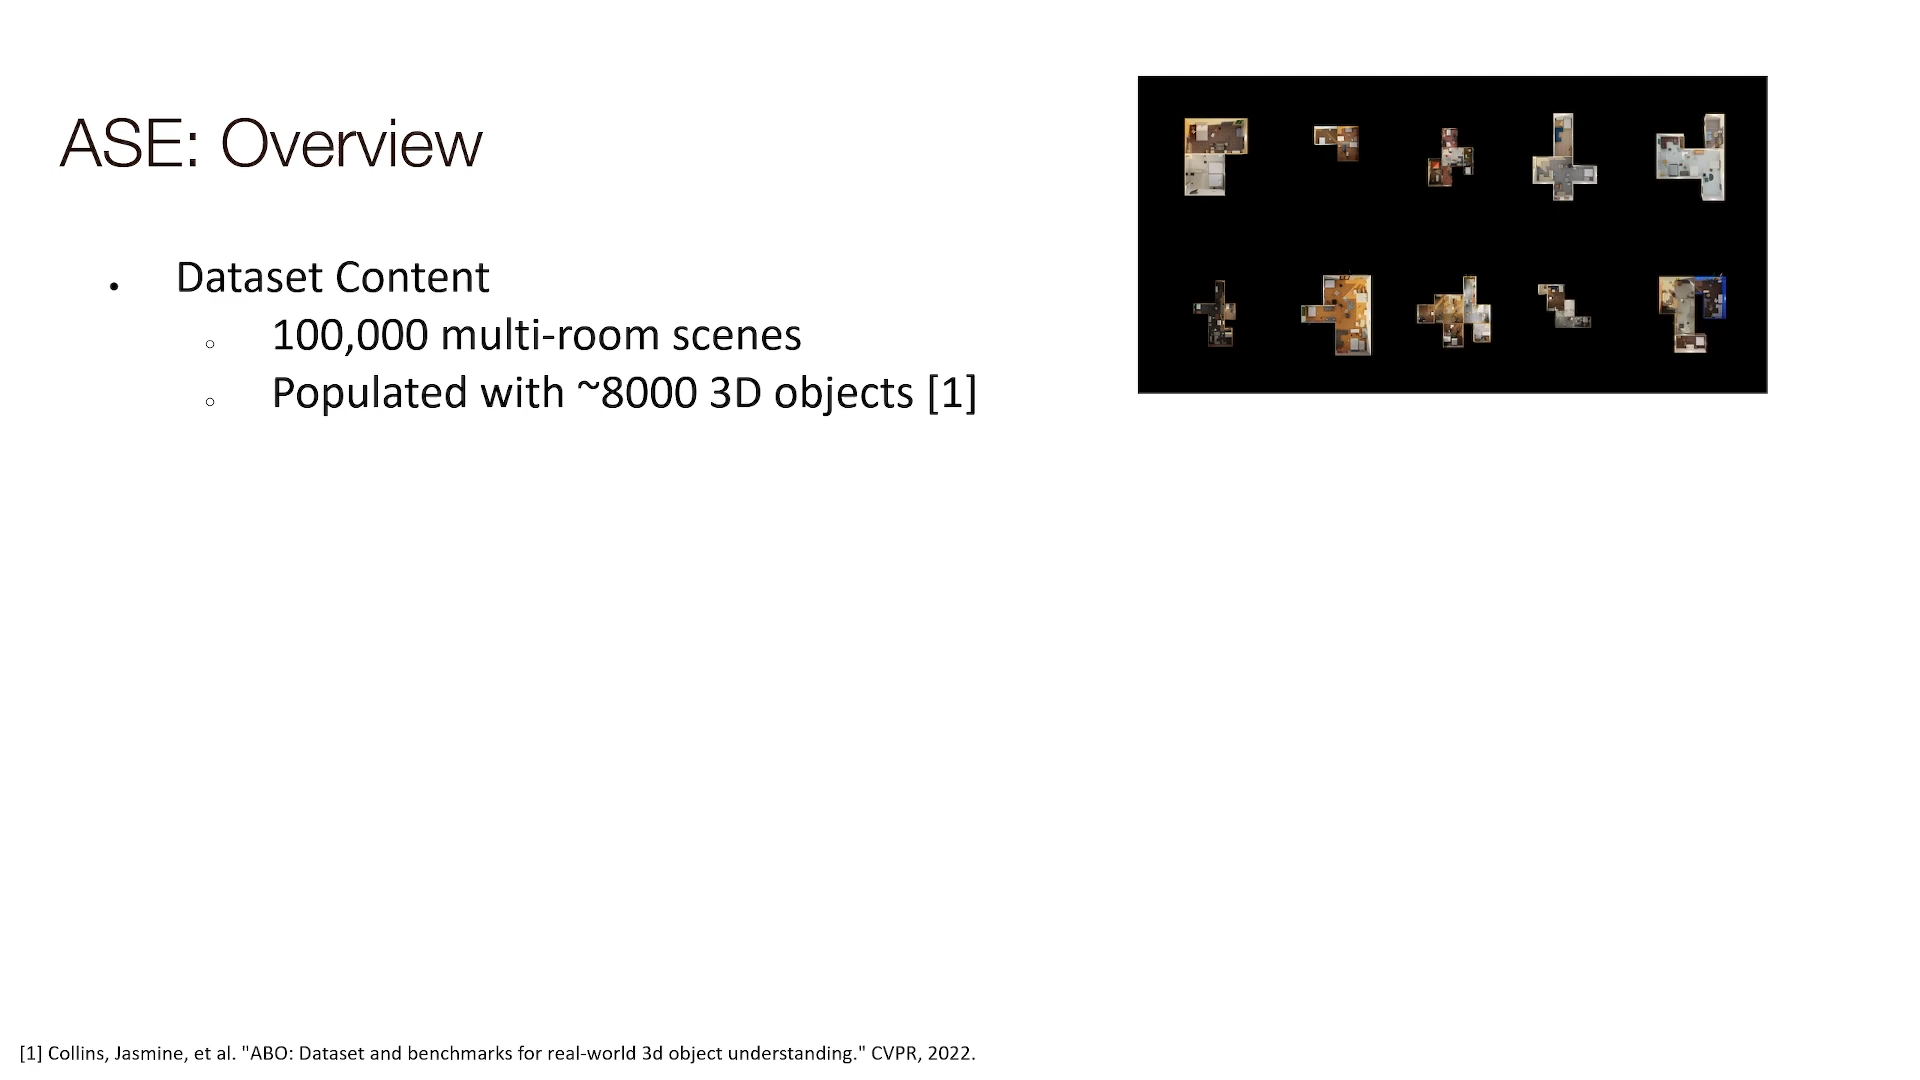 ASE: Overview
• Dataset Content
○ 100,000 multi-room scenes
○ Populated with ~8000 3D objects [1]
[1] Collins, Jasmine, et al. "ABO: Dataset and benchmarks for real-world 3d object understanding." CVPR, 2022.